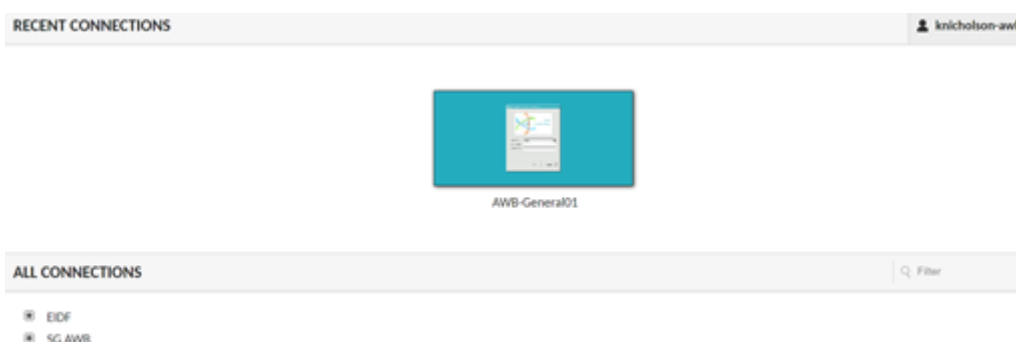 RECENT CONNECTIONS
knicholson-awb
AWB-General01
ALL CONNECTIONS
Filter
EIDF
SG AWB